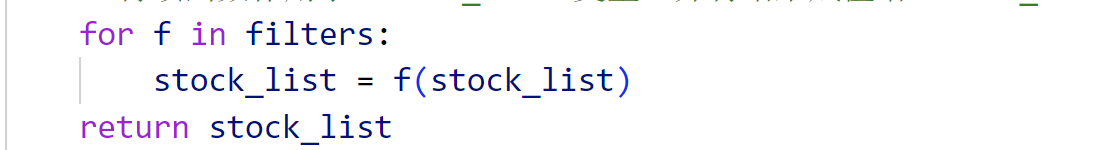 for f in filters:
    stock_list = f(stock_list)
return stock_list